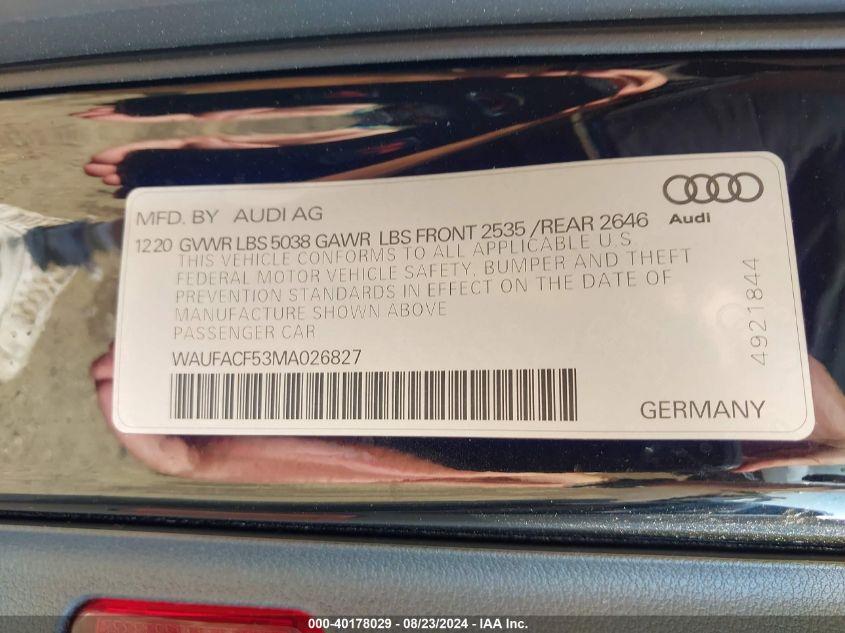 MFD. BY AUDI AG
Audi
1220 GVWR LBS 5038 GAWR LBS FRONT 2535 /REAR 2646
THIS VEHICLE CONFORMS TO ALL APPLICABLE U.S.
FEDERAL MOTOR VEHICLE SAFETY, BUMPER AND THEFT
PREVENTION STANDARDS IN EFFECT ON THE DATE OF
MANUFACTURE SHOWN ABOVE
PASSENGER CAR
WAUFACF53MA026827
4921844
GERMANY
000-40178029 - 08/23/2024 - IAA Inc.